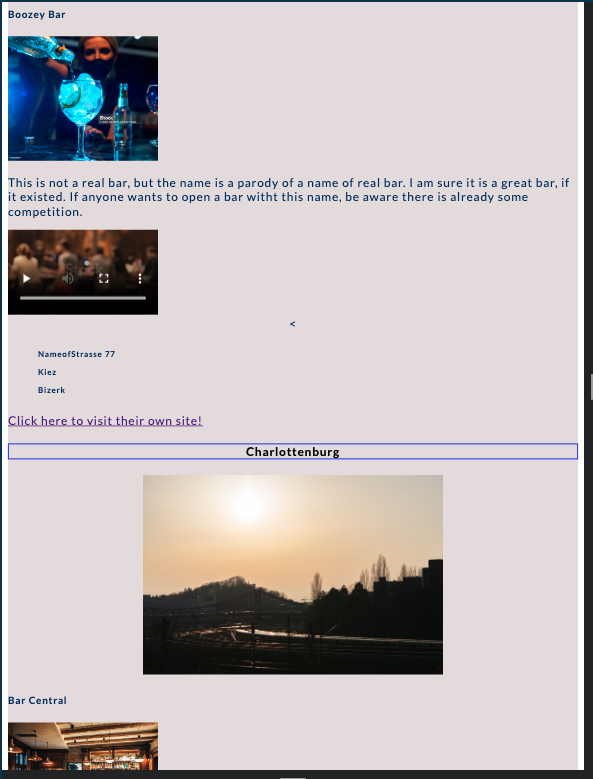 Boozey Bar
iStock
This is not a real bar, but the name is a parody of a name of real bar. I am sure it is a great bar, if
it existed. If anyone wants to open a bar witht this name, be aware there is already some
competition.
<
NameofStrasse 77
Kiez
Bizerk
Click here to visit their own site!
Charlottenburg
Bar Central